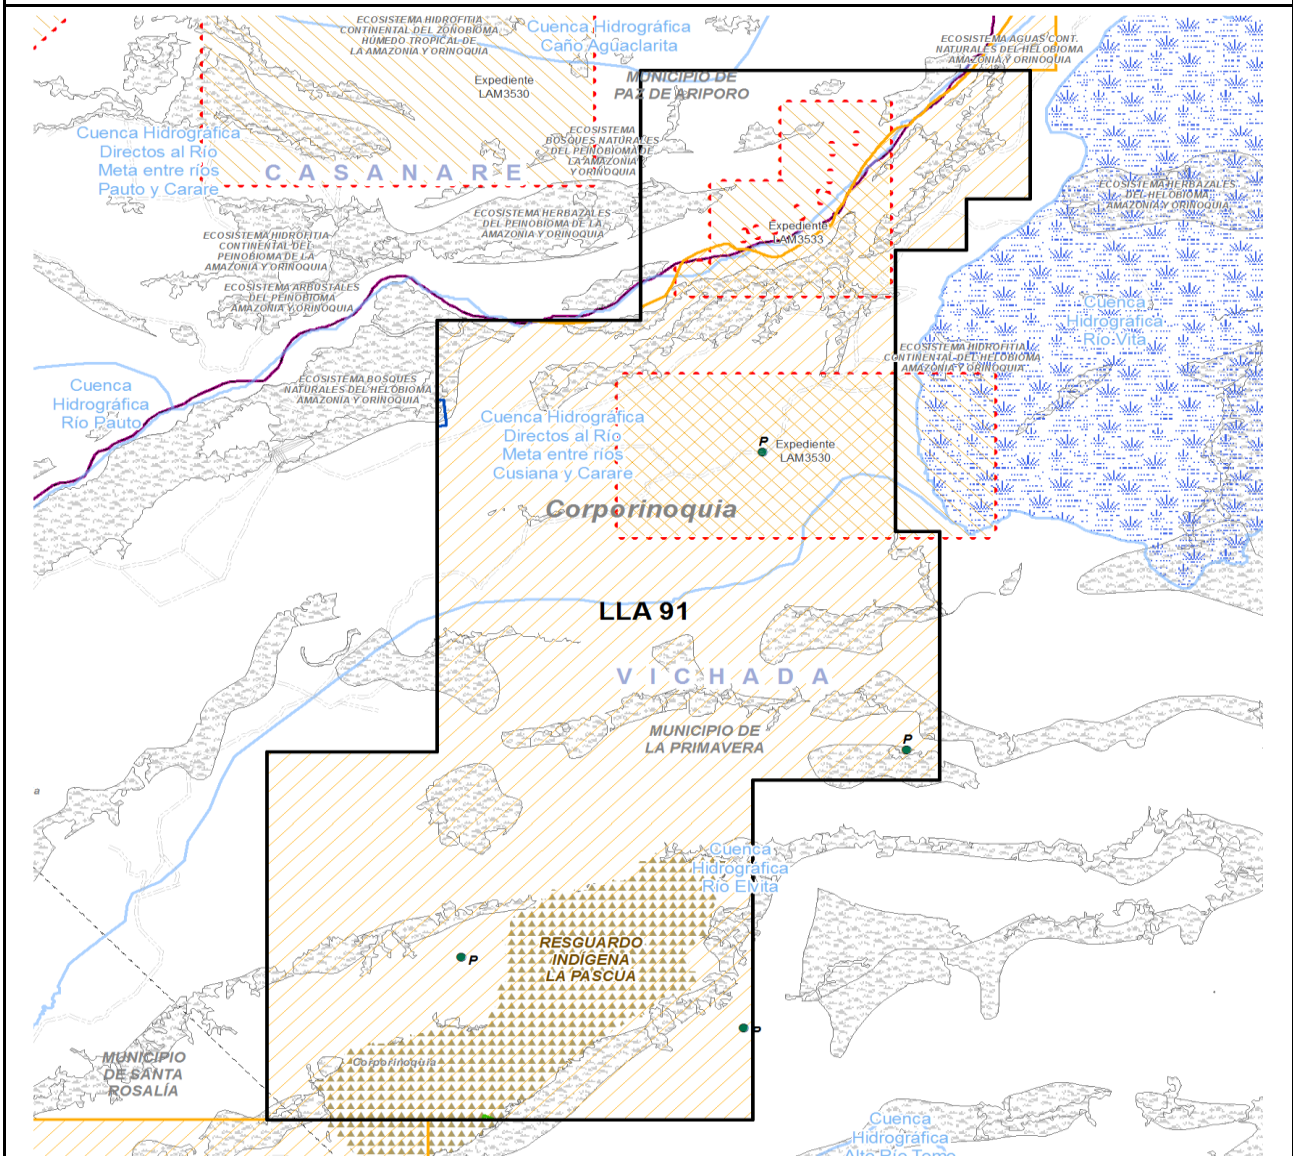 ECOSISTEMA HIDROFITIA
CONTINENTAL DEL ZONOBIOMA
HÚMEDO TROPICAL DE
LA AMAZONIA Y ORINOQUIA
Cuenca Hidrográfica
Caño Aguaclarita
ECOSISTEMA AGUAS CONT.
NATURALES DEL HELOBIOMA
AMAZONIA Y ORINOQUIA
Expediente
LAM3530
MUNICIPIO DE
PAZ DE ARIPORO
Cuenca Hidrográfica
Directos al Río
Meta entre ríos
Pauto y Carare
CASANARE
ECOSISTEMA
BOSQUES NATURALES
DEL PEINOBIOMA DE
LA AMAZONIA
Y ORINOQUIA
ECOSISTEMA HERBAZALES
DEL HELOBIOMA
AMAZONIA Y ORINOQUIA
ECOSISTEMA HERBAZALES
DEL PEINOBIOMA DE LA
AMAZONIA Y ORINOQUIA
Expediente
LAM3533
ECOSISTEMA HIDROFITIA
CONTINENTAL DEL
PEINOBIOMA DE LA
AMAZONIA Y ORINOQUIA
ECOSISTEMA ARBUSTALES
DEL PEINOBIOMA
AMAZONIA Y ORINOQUIA
Cuenca
Hidrográfica
Río Vita
ECOSISTEMA HIDROFITIA
CONTINENTAL DEL HELOBIOMA
AMAZONIA Y ORINOQUIA
Cuenca
Hidrográfica
Río Pauto
ECOSISTEMA BOSQUES
NATURALES DEL HELOBIOMA
AMAZONIA Y ORINOQUIA
Cuenca Hidrográfica
Directos al Río
Meta entre ríos
Cusiana y Carare
P
Expediente
LAM3530
Corporinoquia
LLA 91
VICHADA
MUNICIPIO DE
LA PRIMAVERA
P
a
Cuenca
Hidrográfica
Río Elvita
RESGUARDO
INDÍGENA
LA PASCUA
P
P
Corporinoquia
MUNICIPIO
DE SANTA
ROSALÍA
Cuenca
Hidrográfica
Alto Río Tomo